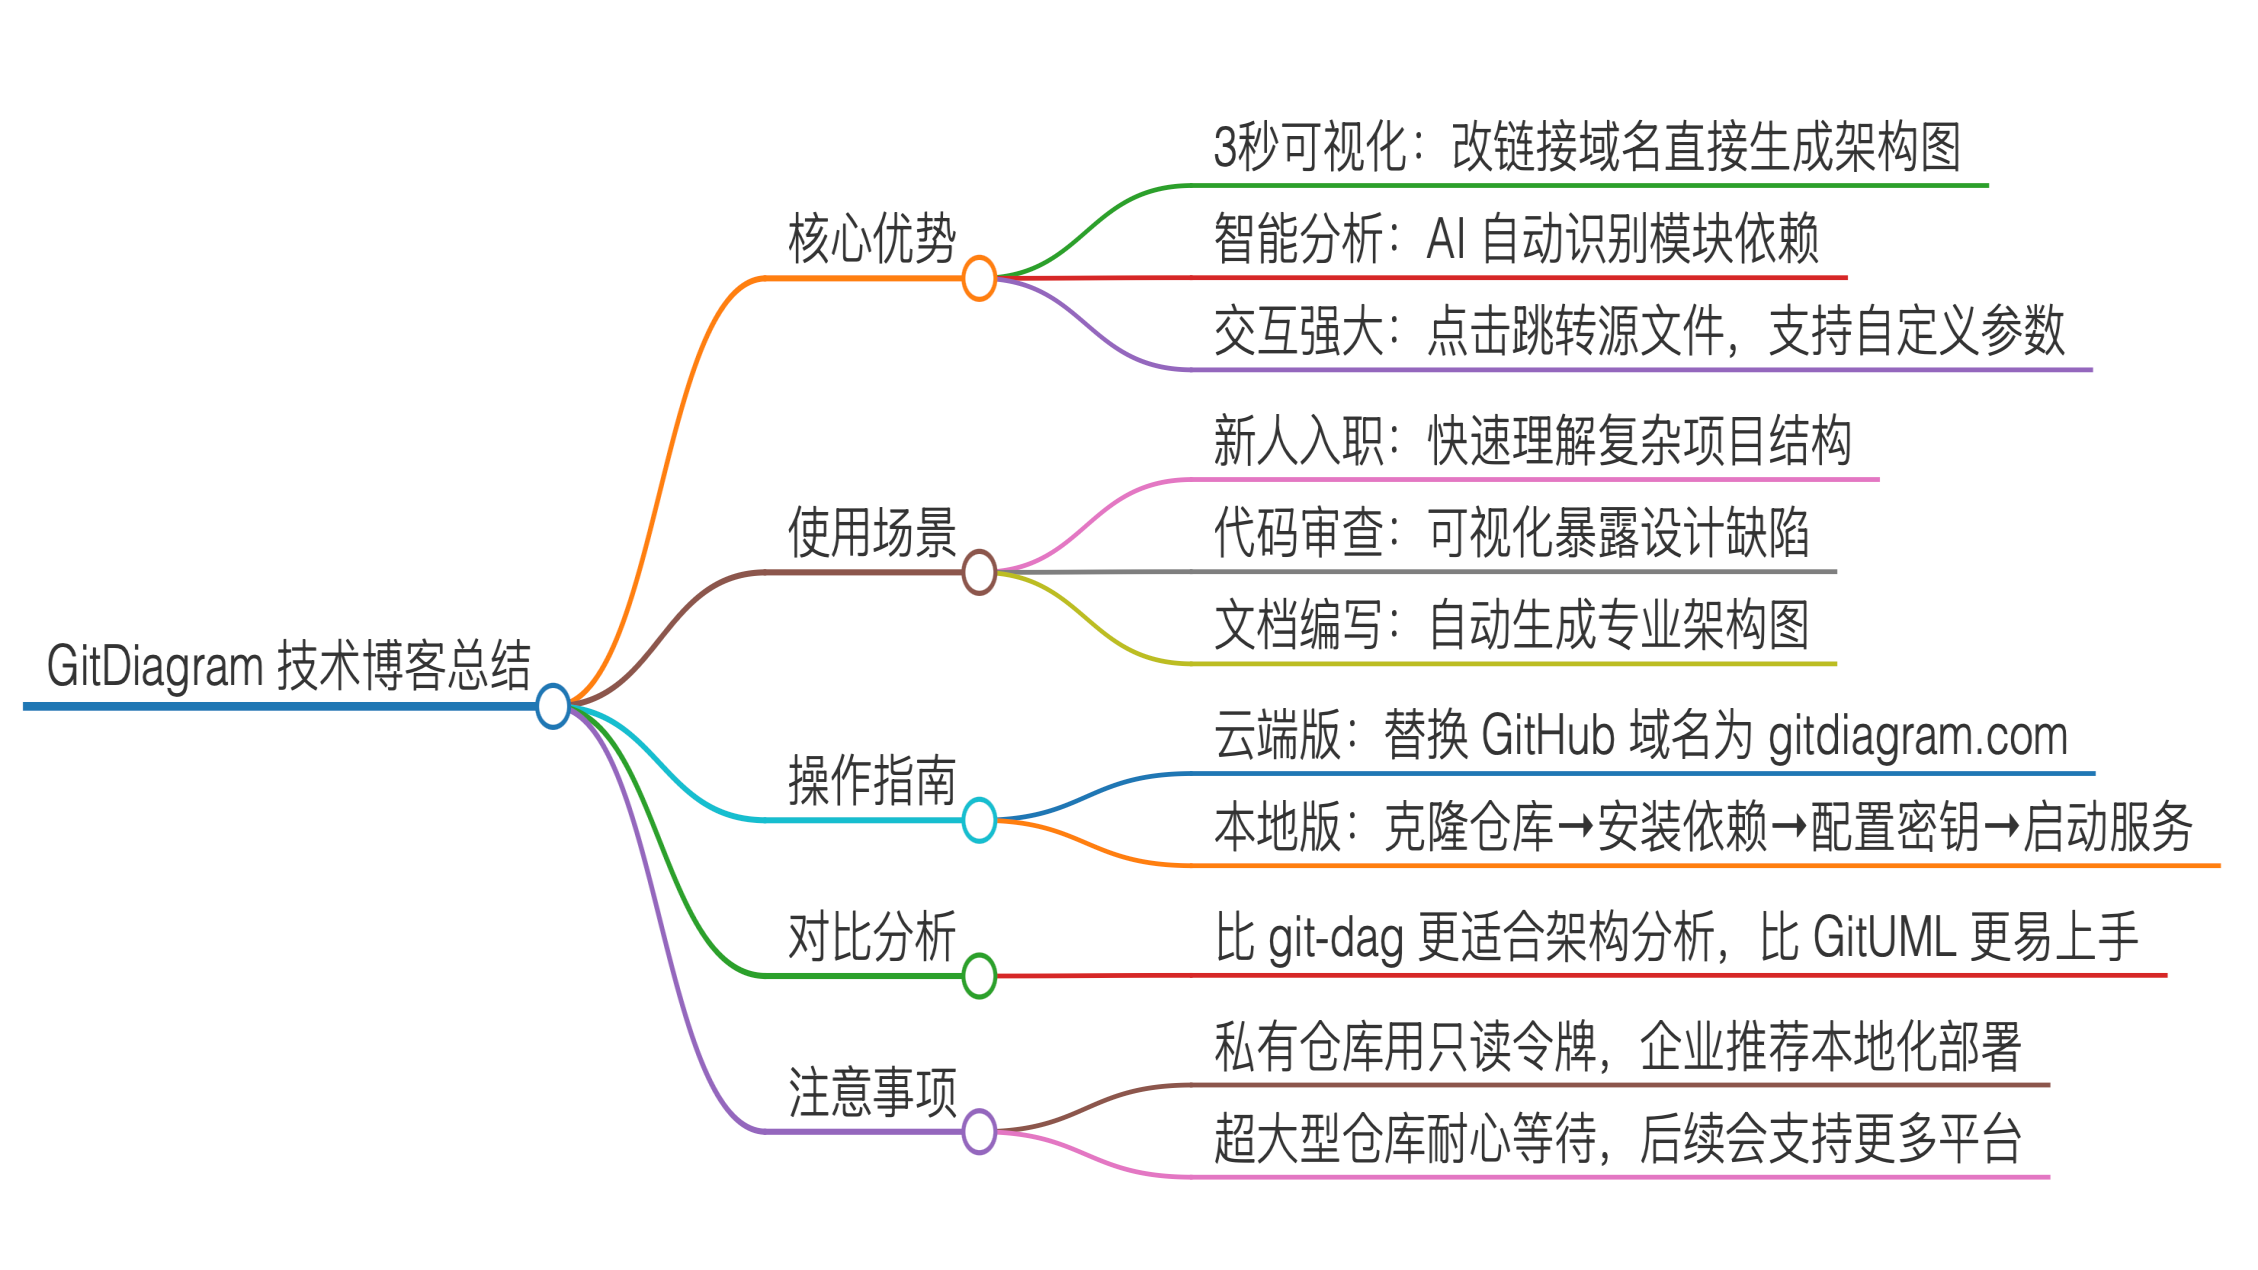 GitDiagram 技术博客总结
核心优势
3秒可视化：改链接域名直接生成架构图
智能分析：AI 自动识别模块依赖
交互强大：点击跳转源文件，支持自定义参数
使用场景
新人入职：快速理解复杂项目结构
代码审查：可视化暴露设计缺陷
文档编写：自动生成专业架构图
操作指南
云端版：替换 GitHub 域名为 gitdiagram.com
本地版：克隆仓库→安装依赖→配置密钥→启动服务
对比分析
比 git-dag 更适合架构分析，比 GitUML 更易上手
注意事项
私有仓库用只读令牌，企业推荐本地化部署
超大型仓库耐心等待，后续会支持更多平台